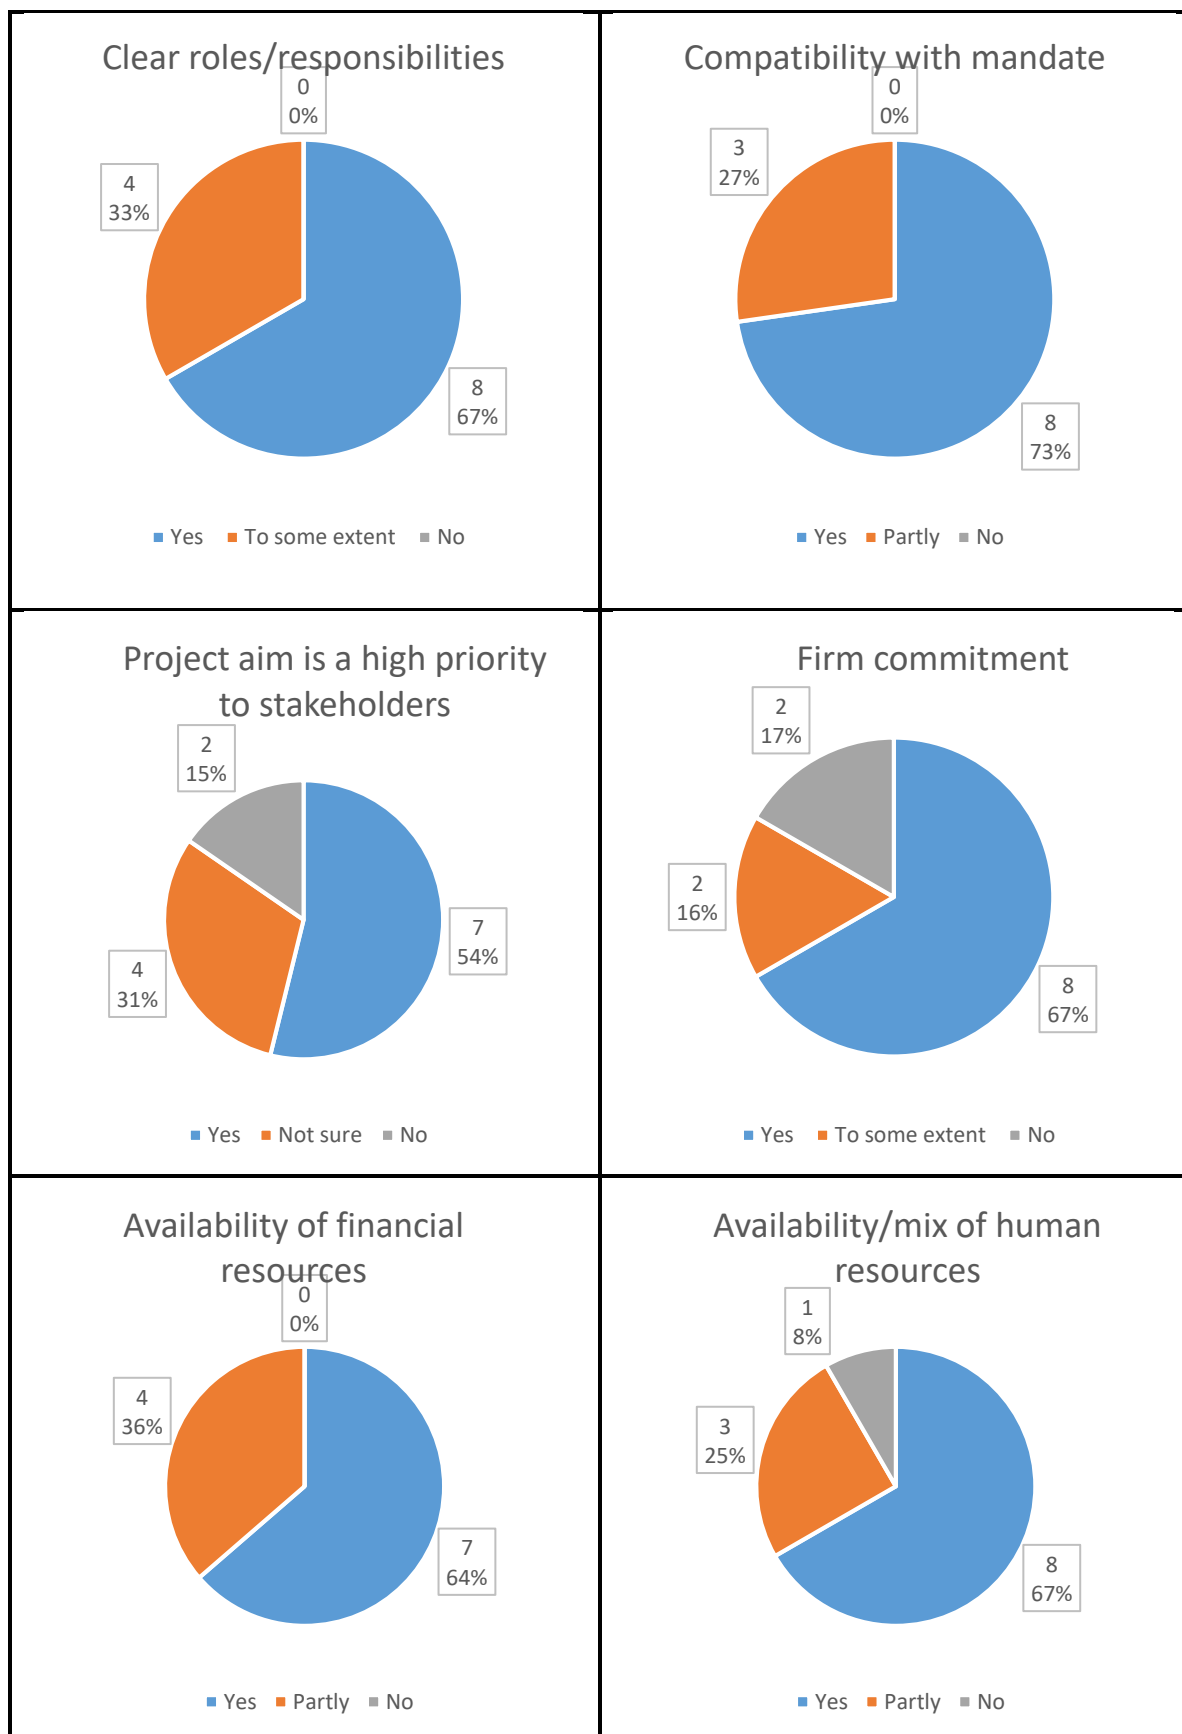 Clear roles/responsibilities
0
0%
4
33%
8
67%
Yes To some extent No
Compatibility with mandate
0
0%
3
27%
8
73%
Yes Partly No
Project aim is a high priority
to stakeholders
2
15%
4
31%
7
54%
Yes Not sure No
Firm commitment
2
17%
2
16%
8
67%
Yes To some extent No
Availability of financial
resources
0
0%
4
36%
7
64%
Yes Partly No
Availability/mix of human
resources
1
8%
3
25%
8
67%
Yes Partly No